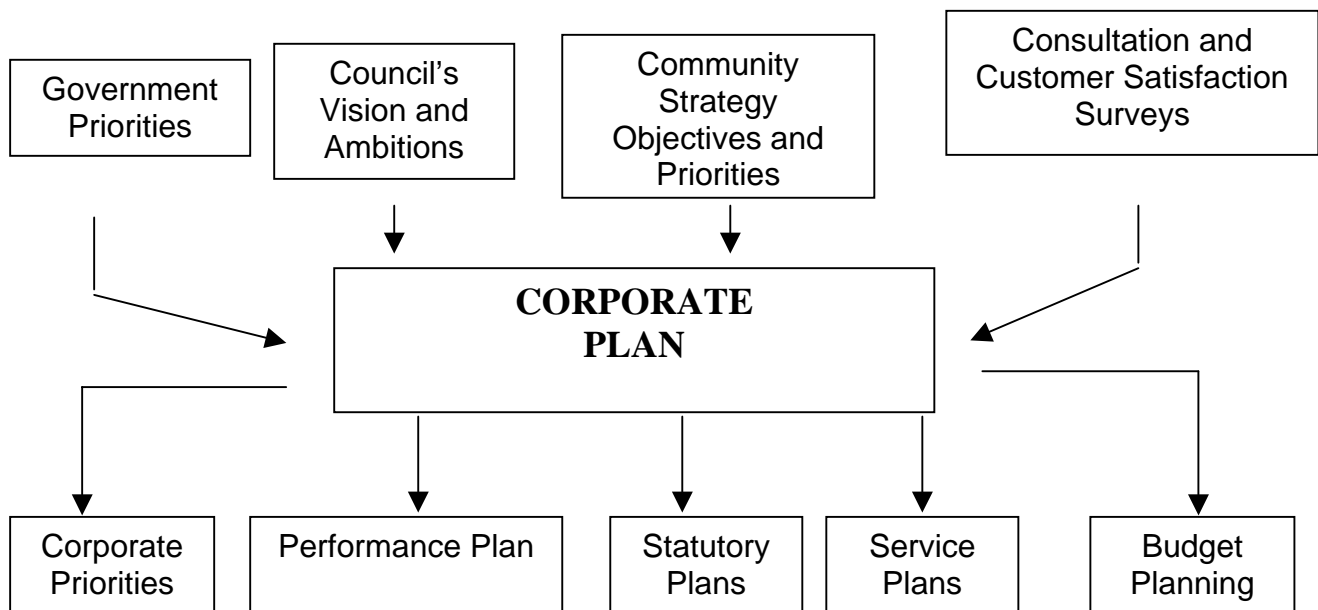 Government
Priorities
Council’s
Vision and
Ambitions
Community
Strategy
Objectives and
Priorities
Consultation and
Customer Satisfaction
Surveys
CORPORATE
PLAN
Corporate
Priorities
Performance Plan
Statutory
Plans
Service
Plans
Budget
Planning